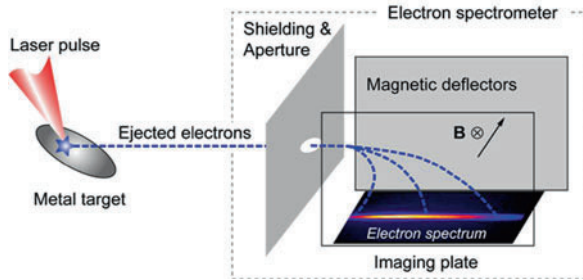 Electron spectrometer
Shielding &
Aperture
Laser pulse
Magnetic deflectors
Ejected electrons
B ⊗
Metal target
Electron spectrum
Imaging plate